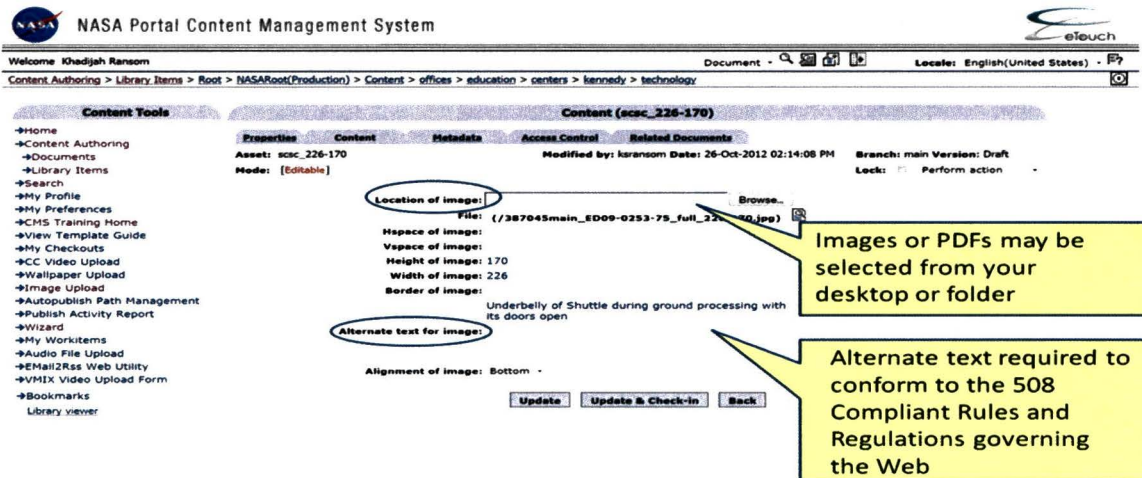 NASA
NASA Portal Content Management System
eTouch
Welcome Khadijah Ransom
Document -
Locale: English(United States) -
Content Authoring > Library Items > Root > NASARoot(Production) > Content > offices > education > centers > kennedy > technology
Content Tools
Content (scsc_226-170)
→Home
→Content Authoring
→Documents
→Library Items
→Search
→My Profile
→My Preferences
→CMS Training Home
→View Template Guide
→My Checkouts
→CC Video Upload
→Wallpaper Upload
→Image Upload
→Autopublish Path Management
→Publish Activity Report
→Wizard
→My Workitems
→Audio File Upload
→EMail2Rss Web Utility
→VMIX Video Upload Form
→Bookmarks
Library viewer
Properties Content Metadata Access Control Related Documents
Asset: scsc_226-170 Modified by: ksransom Date: 26-Oct-2012 02:14:08 PM Branch: main Version: Draft
Mode: [Editable] Lock: Perform action -
Location of image: Browse...
File: (/387045main_ED09-0253-75_full_226-170.jpg)
Hspace of image:
Vspace of image:
Height of image: 170
Width of image: 226
Border of image:
Underbelly of Shuttle during ground processing with
its doors open
Alternate text for image:
Alignment of image: Bottom -
Update Update & Check-in Back
Images or PDFs may be
selected from your
desktop or folder
Alternate text required to
conform to the 508
Compliant Rules and
Regulations governing
the Web